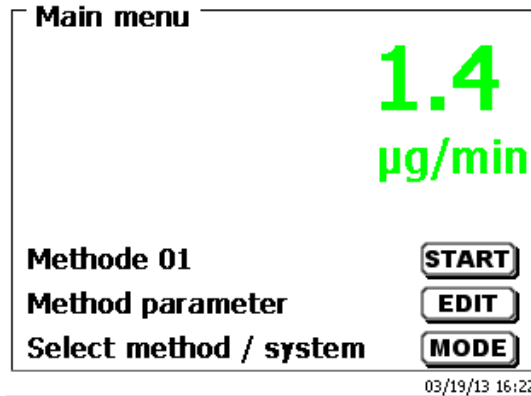 Main menu
1.4
µg/min
Methode 01 START
Method parameter EDIT
Select method / system MODE
03/19/13 16:22